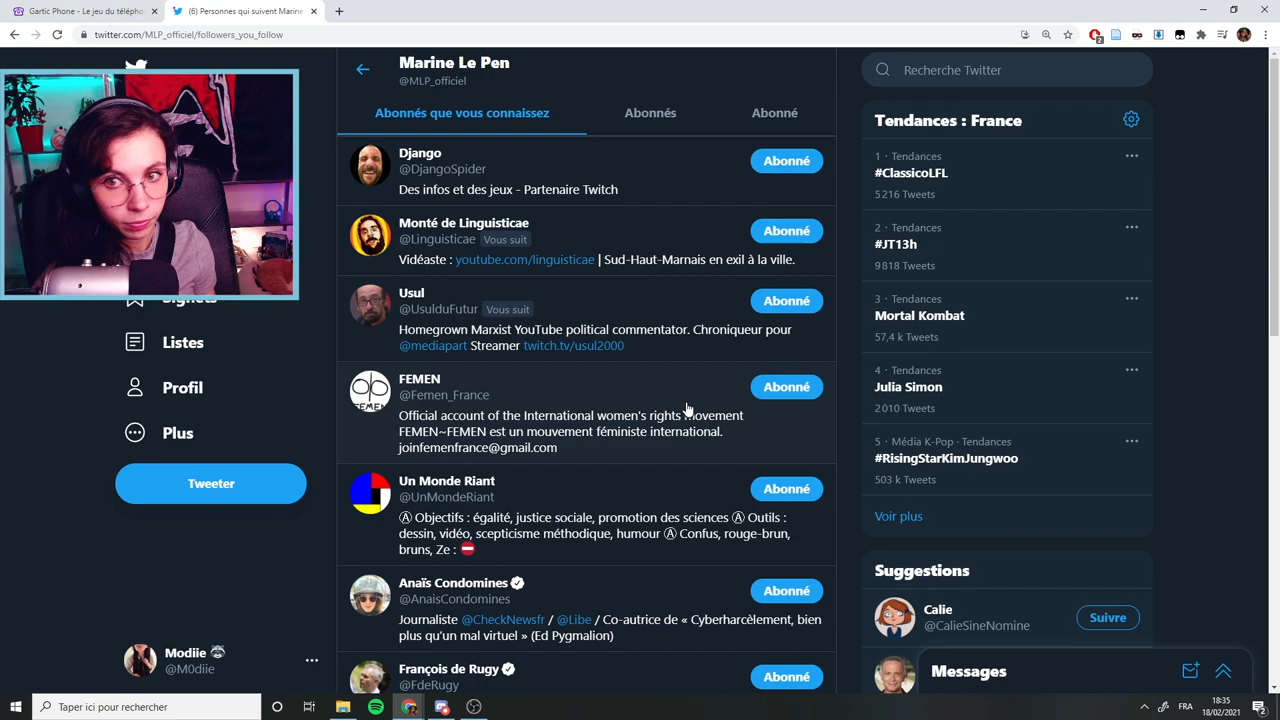 Gartic Phone - Le jeu du télépho
(6) Personnes qui suivent Marine
twitter.com/MLP_officiel/followers_you_follow
2
Marine Le Pen
@MLP_officiel
Abonnés que vous connaissez
Abonnés
Abonné
Django
@DjangoSpider
Abonné
Des infos et des jeux - Partenaire Twitch
Monté de Linguisticae
@Linguisticae Vous suit
Abonné
Vidéaste : youtube.com/linguisticae | Sud-Haut-Marnais en exil à la ville.
Usul
@UsulduFutur Vous suit
Abonné
Homegrown Marxist YouTube political commentator. Chroniqueur pour
@mediapart Streamer twitch.tv/usul2000
FEMEN
@Femen_France
Abonné
FEMEN
Official account of the International women's rights movement
FEMEN~FEMEN est un mouvement féministe international.
joinfemenfrance@gmail.com
Un Monde Riant
@UnMondeRiant
Abonné
Ⓐ Objectifs : égalité, justice sociale, promotion des sciences Ⓐ Outils :
dessin, vidéo, scepticisme méthodique, humour Ⓐ Confus, rouge-brun,
bruns, Ze : ⛔
Anaïs Condomines
@AnaisCondomines
Abonné
Journaliste @CheckNewsfr / @Libe / Co-autrice de « Cyberharcèlement, bien
plus qu'un mal virtuel » (Ed Pygmalion)
François de Rugy
@FdeRugy
Abonné
Signets
Listes
Profil
Plus
Tweeter
Modiie 🦝
@M0diie
Recherche Twitter
Tendances : France
1 · Tendances
#ClassicoLFL
5 216 Tweets
2 · Tendances
#JT13h
9 818 Tweets
3 · Tendances
Mortal Kombat
57,4 k Tweets
4 · Tendances
Julia Simon
2 010 Tweets
5 · Média K-Pop · Tendances
#RisingStarKimJungwoo
503 k Tweets
Voir plus
Suggestions
Calie
@CalieSineNomine
Suivre
Messages
Taper ici pour rechercher
FRA
18:35
18/02/2021
2